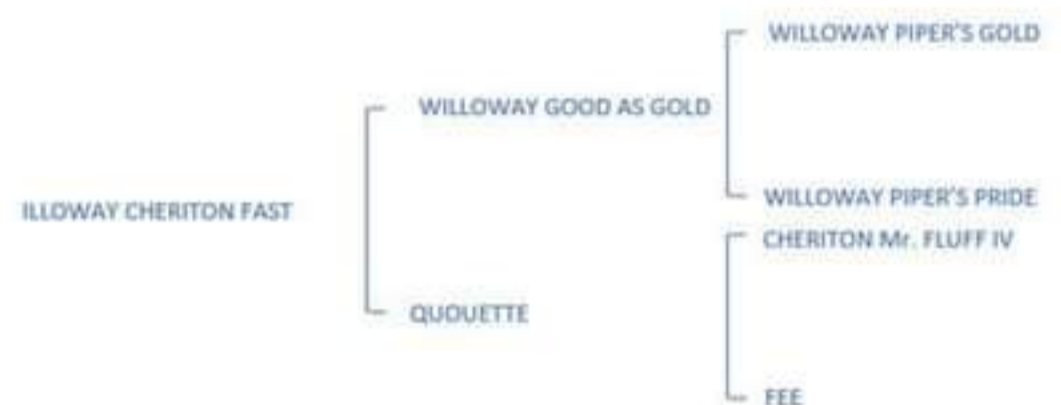 WILLOWAY PIPER'S GOLD
WILLOWAY GOOD AS GOLD
WILLOWAY PIPER'S PRIDE
ILLOWAY CHERITON FAST
CHERITON Mr. FLUFF IV
QUOUETTE
FEE